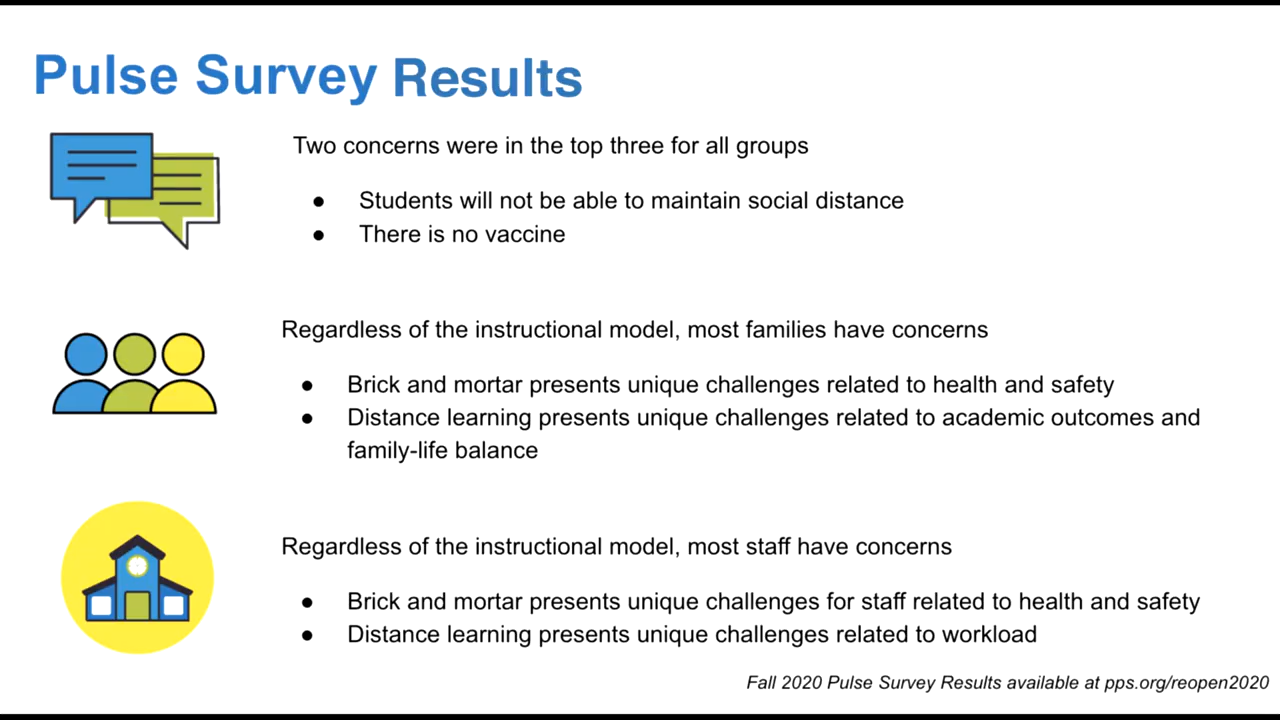 Pulse Survey Results
Two concerns were in the top three for all groups
● Students will not be able to maintain social distance
● There is no vaccine
Regardless of the instructional model, most families have concerns
● Brick and mortar presents unique challenges related to health and safety
● Distance learning presents unique challenges related to academic outcomes and
family-life balance
Regardless of the instructional model, most staff have concerns
● Brick and mortar presents unique challenges for staff related to health and safety
● Distance learning presents unique challenges related to workload
Fall 2020 Pulse Survey Results available at pps.org/reopen2020